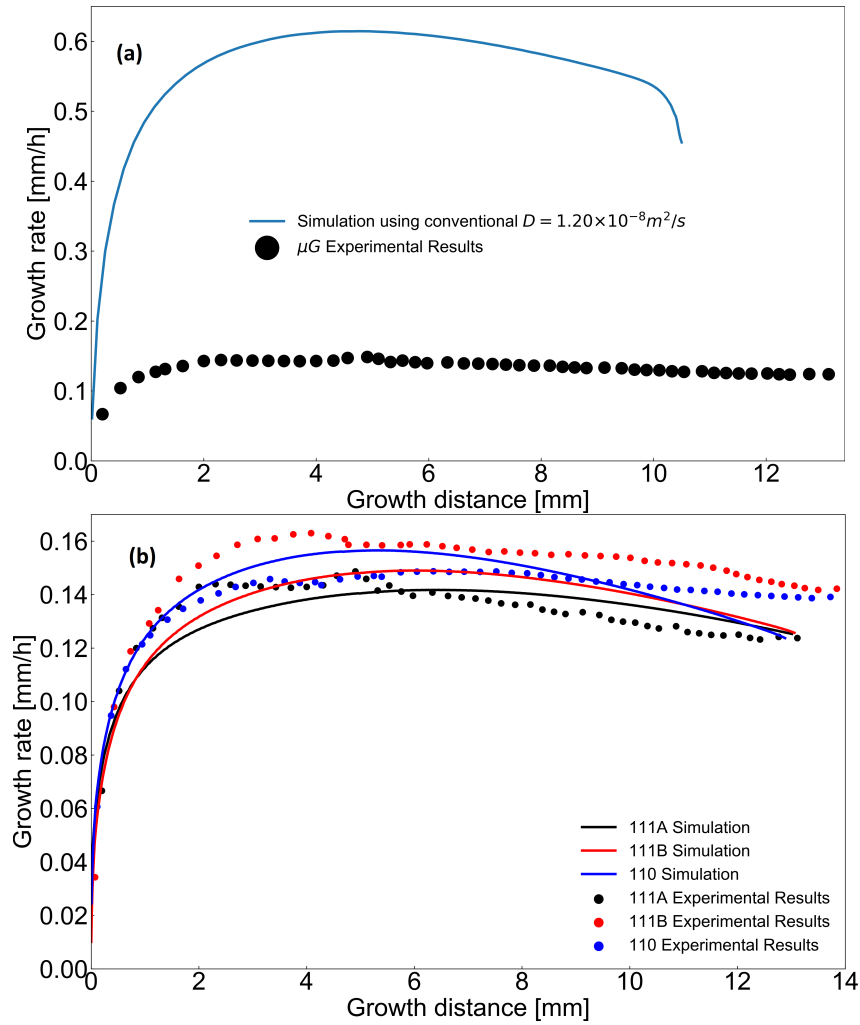 (a)
Growth rate [mm/h]
0.6
0.5
0.4
0.3
0.2
0.1
0.0
Simulation using conventional D = 1.20×10⁻⁸m²/s
μG Experimental Results
0 2 4 6 8 10 12
Growth distance [mm]
(b)
Growth rate [mm/h]
0.16
0.14
0.12
0.10
0.08
0.06
0.04
0.02
0.00
111A Simulation
111B Simulation
110 Simulation
111A Experimental Results
111B Experimental Results
110 Experimental Results
0 2 4 6 8 10 12 14
Growth distance [mm]